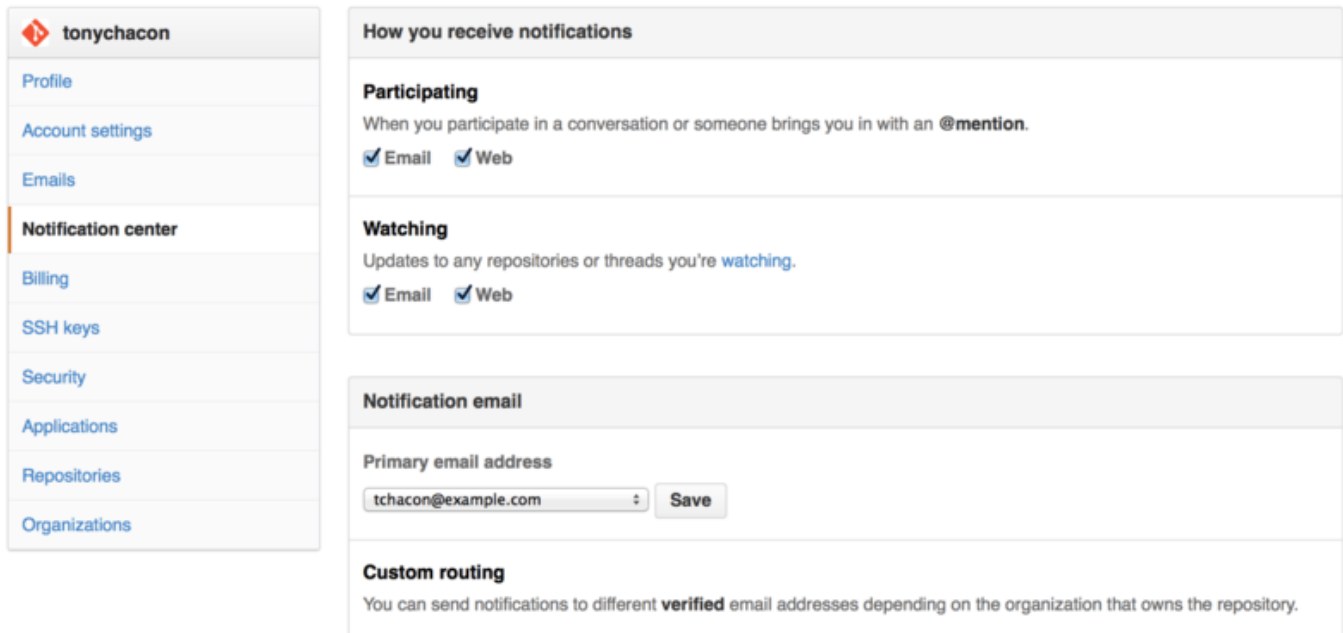 tonychacon
Profile
Account settings
Emails
Notification center
Billing
SSH keys
Security
Applications
Repositories
Organizations
How you receive notifications
Participating
When you participate in a conversation or someone brings you in with an @mention.
Email Web
Watching
Updates to any repositories or threads you're watching.
Email Web
Notification email
Primary email address
tchacon@example.com Save
Custom routing
You can send notifications to different verified email addresses depending on the organization that owns the repository.